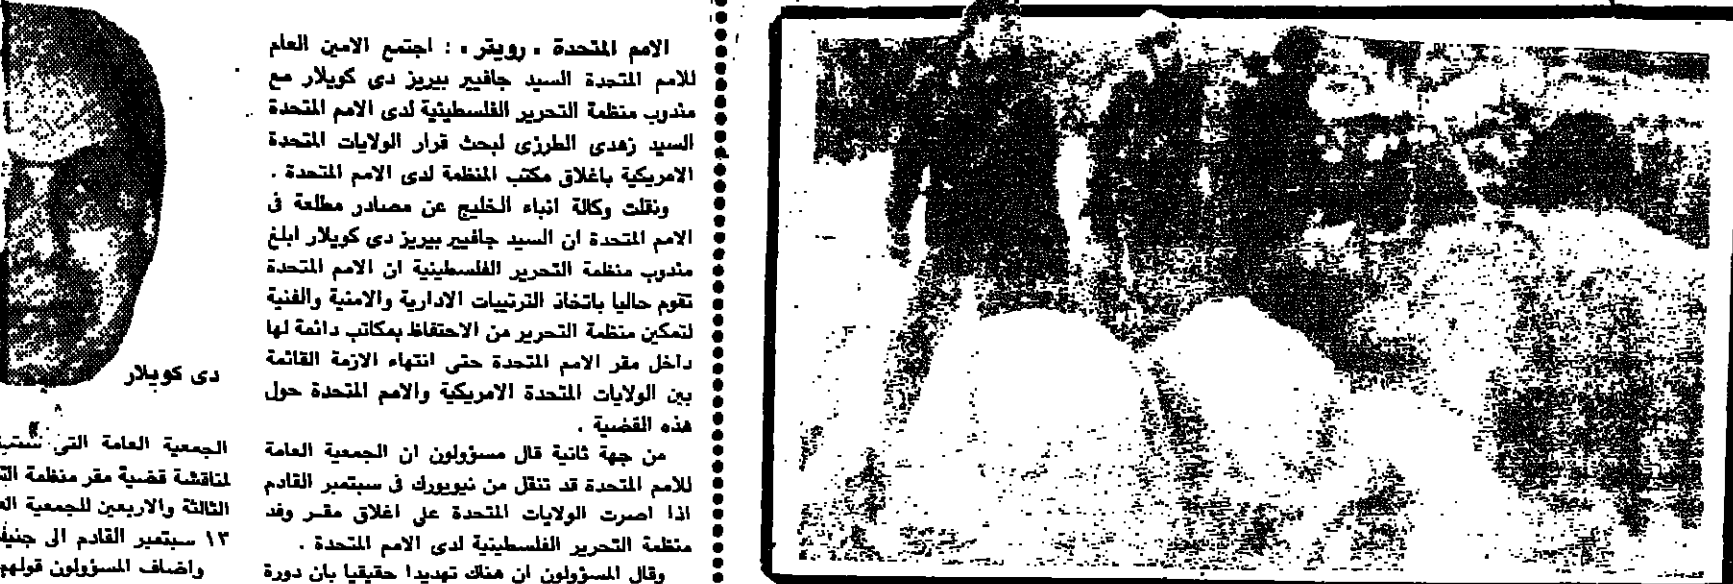 الامم المتحدة . رويتر . : اجتمع الامين العام
للامم المتحدة السيد جافيير بيريز دى كويلار مع
مندوب منظمة التحرير الفلسطينية لدى الامم المتحدة
السيد زهدى الطرزى لبحث قرار الولايات المتحدة
الامريكية باغلاق مكتب المنظمة لدى الامم المتحدة .
ونقلت وكالة انباء الخليج عن مصادر مطلعة فى
الامم المتحدة ان السيد جافيير بيريز دى كويلار ابلغ
مندوب منظمة التحرير الفلسطينية ان الامم المتحدة
تقوم حاليا باتخاذ الترتيبات الادارية والامنية والفنية
لتمكين منظمة التحرير من الاحتفاظ بمكاتب دائمة لها
داخل مقر الامم المتحدة حتى انتهاء الازمة القائمة
بين الولايات المتحدة الامريكية والامم المتحدة حول
هذه القضية .
من جهة ثانية قال مسؤولون ان الجمعية العامة
للامم المتحدة قد تنقل من نيويورك فى سبتمبر القادم
اذا اصرت الولايات المتحدة على اغلاق مقر وفد
منظمة التحرير الفلسطينية لدى الامم المتحدة .
وقال المسؤولون ان هناك تهديدا حقيقيا بان دورة
دى كويلار
الجمعية العامة التى
لمناقشة قضية مقر منظمة
الثالثة والاربعين للجمعية
١٣ سبتمبر القادم الى
واضاف المسؤولون قولهم